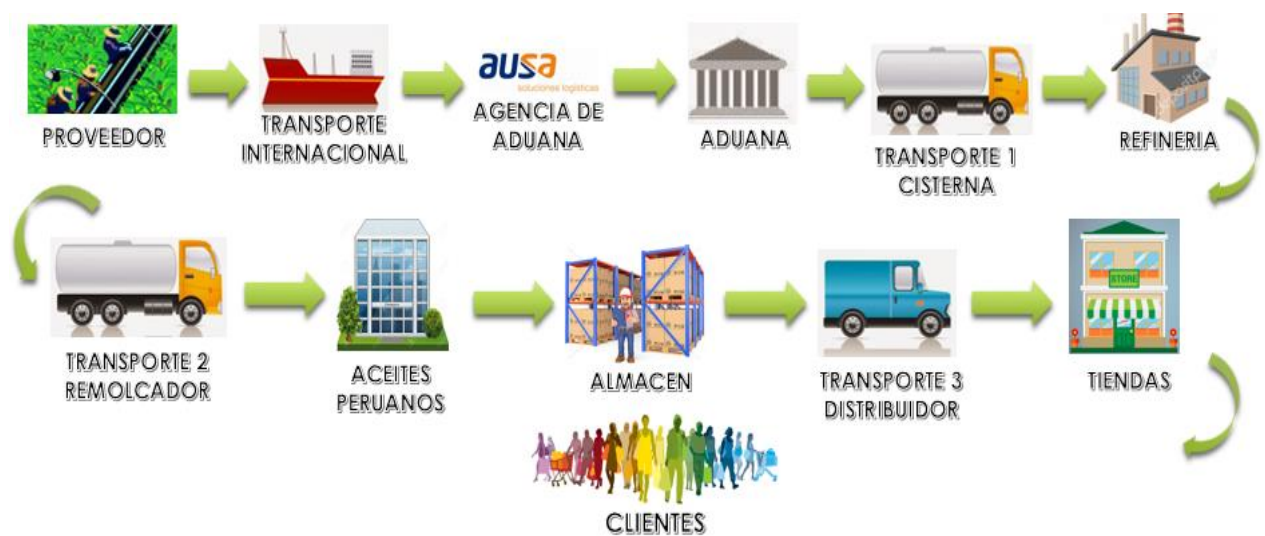 PROVEEDOR
TRANSPORTE
INTERNACIONAL
ausa
soluciones logísticas
AGENCIA DE
ADUANA
ADUANA
TRANSPORTE 1
CISTERNA
REFINERIA
TRANSPORTE 2
REMOLCADOR
ACEITES
PERUANOS
ALMACEN
TRANSPORTE 3
DISTRIBUIDOR
STORE
TIENDAS
CLIENTES